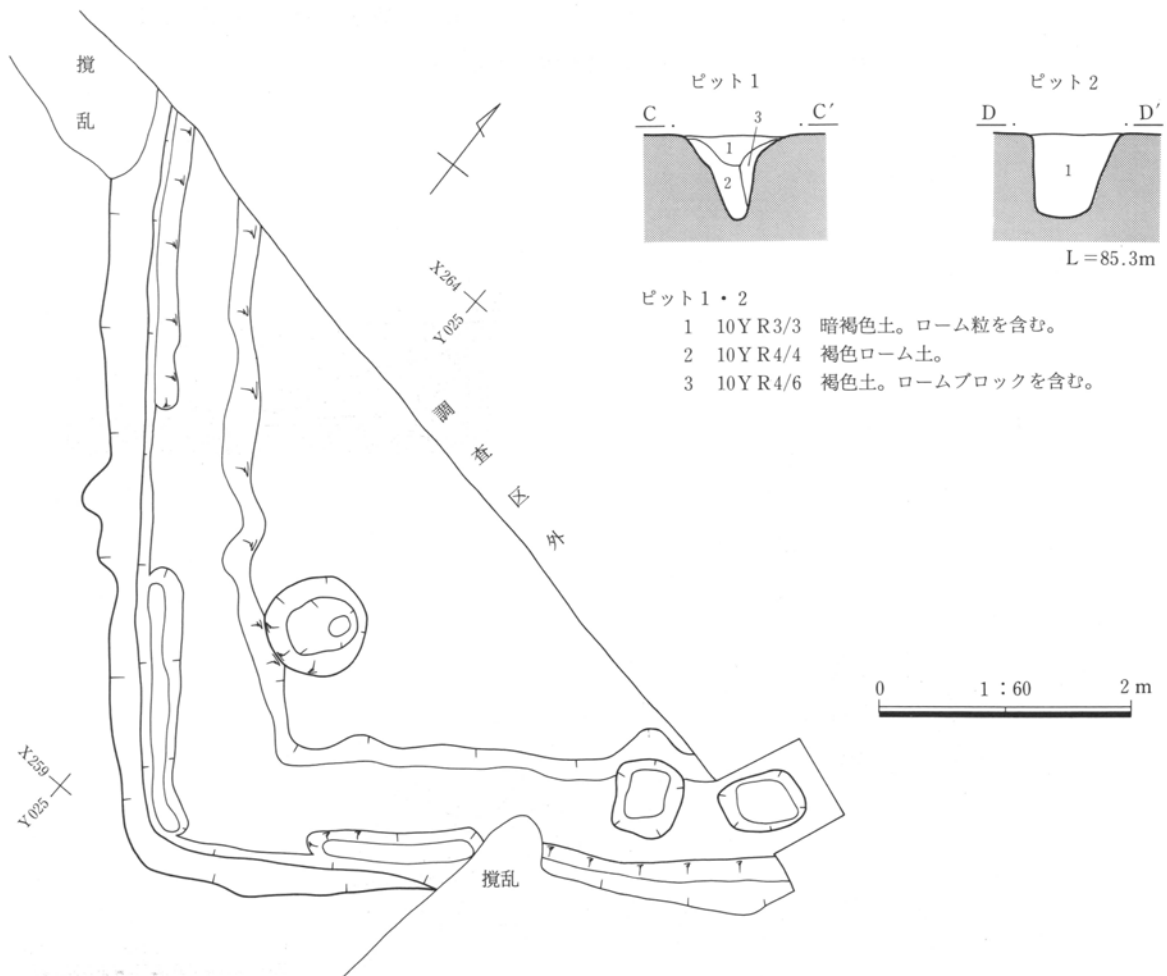 撹
乱
ピット1
ピット2
C
C′
3
1
2
D
D′
1
L=85.3m
X264
Y025
ピット1・2
1 10YR3/3 暗褐色土。ローム粒を含む。
2 10YR4/4 褐色ローム土。
3 10YR4/6 褐色土。ロームブロックを含む。
調査区外
0 1:60 2m
X259
Y025
撹乱